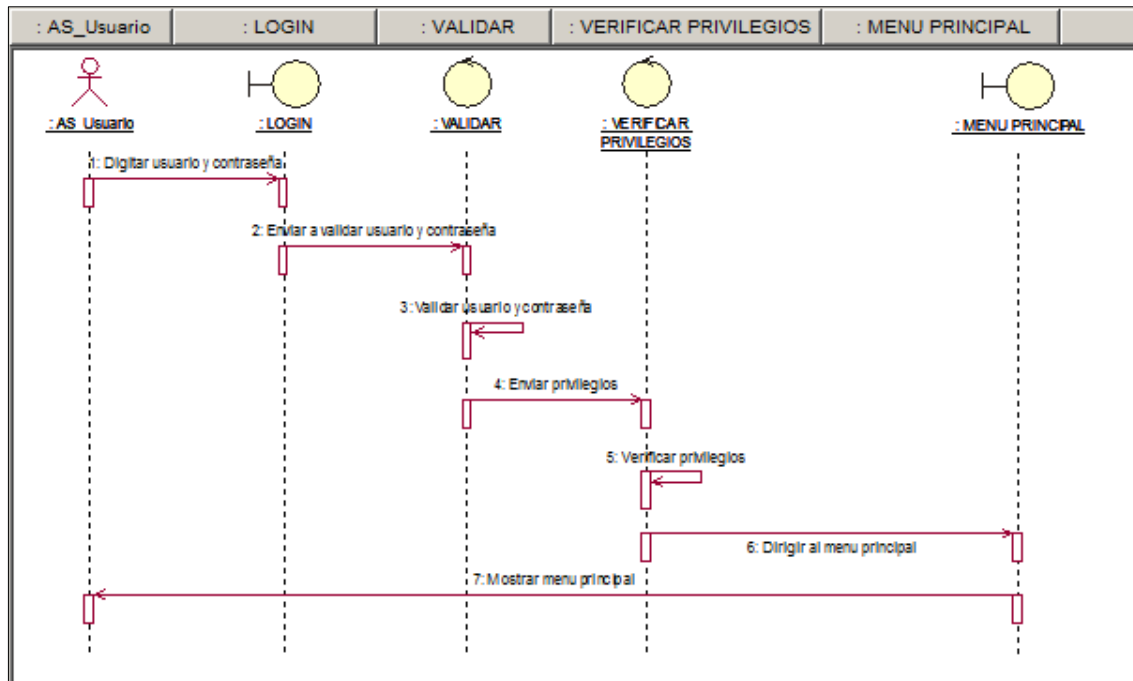 : AS_Usuario
: LOGIN
: VALIDAR
: VERIFICAR PRIVILEGIOS
: MENU PRINCIPAL
: AS_Usuario
: LOGIN
: VALIDAR
: VERIFICAR
PRIVILEGIOS
: MENU PRINCIPAL
1: Digitar usuario y contraseña
2: Enviar a validar usuario y contraseña
3: Validar usuario y contraseña
4: Enviar privilegios
5: Verificar privilegios
6: Dirigir al menu principal
7: Mostrar menu principal